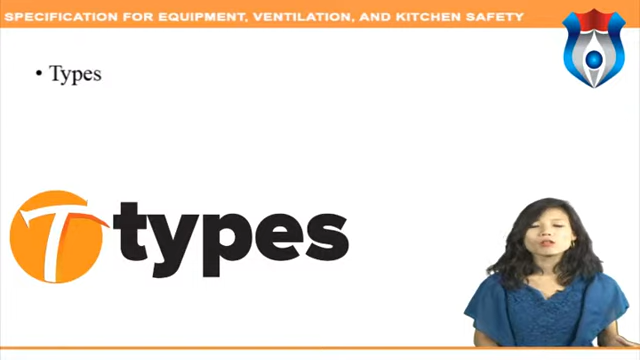 SPECIFICATION FOR EQUIPMENT, VENTILATION, AND KITCHEN SAFETY
• Types
T types